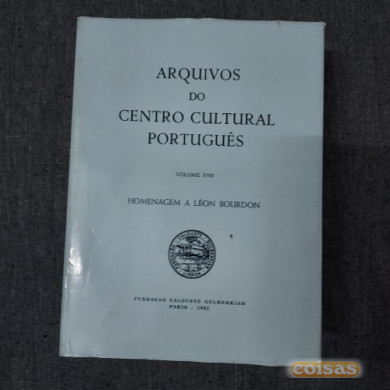 ARQUIVOS
DO
CENTRO CULTURAL
PORTUGUÊS
VOLUME XVII
HOMENAGEM A LÉON BOURDON
FUNDAÇÃO CALOUSTE GULBENKIAN
PARIS / 1982
coisas